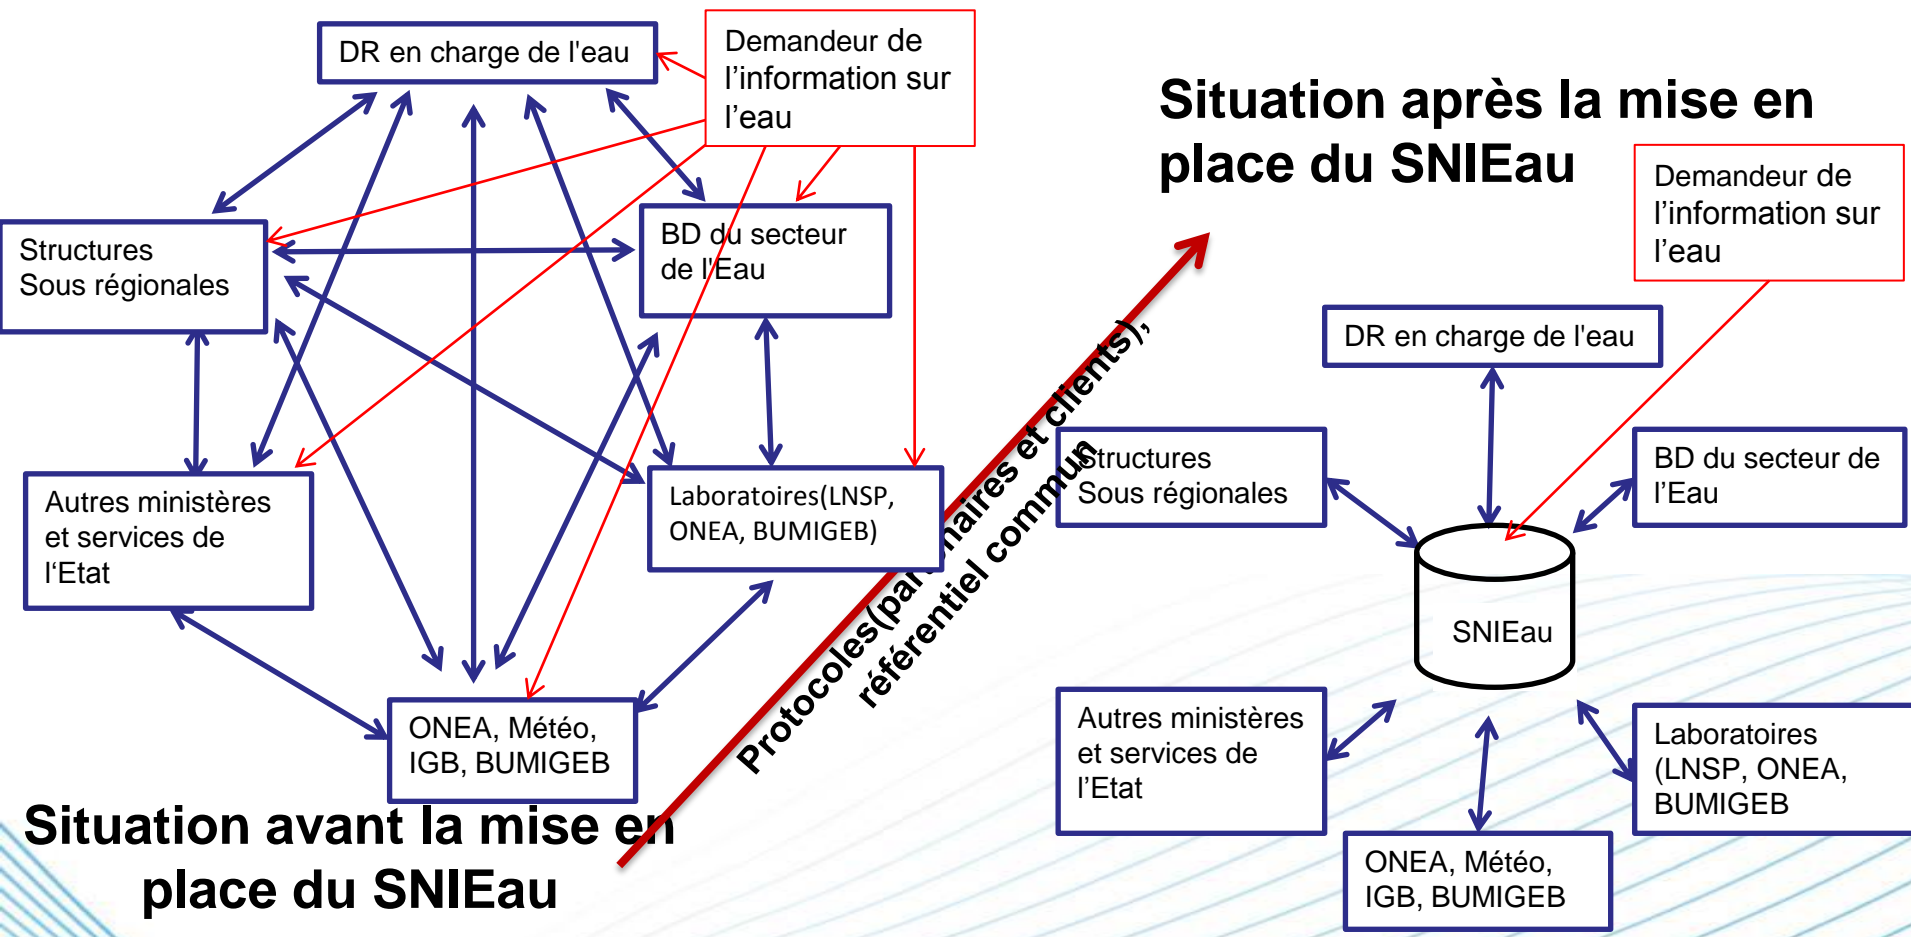 DR en charge de l'eau
Demandeur de
l’information sur
l’eau
Structures
Sous régionales
BD du secteur
de l'Eau
Autres ministères
et services de
l‘Etat
Laboratoires(LNSP,
ONEA, BUMIGEB)
ONEA, Météo,
IGB, BUMIGEB
Situation avant la mise en
place du SNIEau
Protocoles(partenaires et clients),
référentiel commun
Situation après la mise en
place du SNIEau
Demandeur de
l’information sur
l’eau
DR en charge de l'eau
Structures
Sous régionales
BD du secteur de
l’Eau
SNIEau
Autres ministères
et services de
l’Etat
Laboratoires
(LNSP, ONEA,
BUMIGEB
ONEA, Météo,
IGB, BUMIGEB